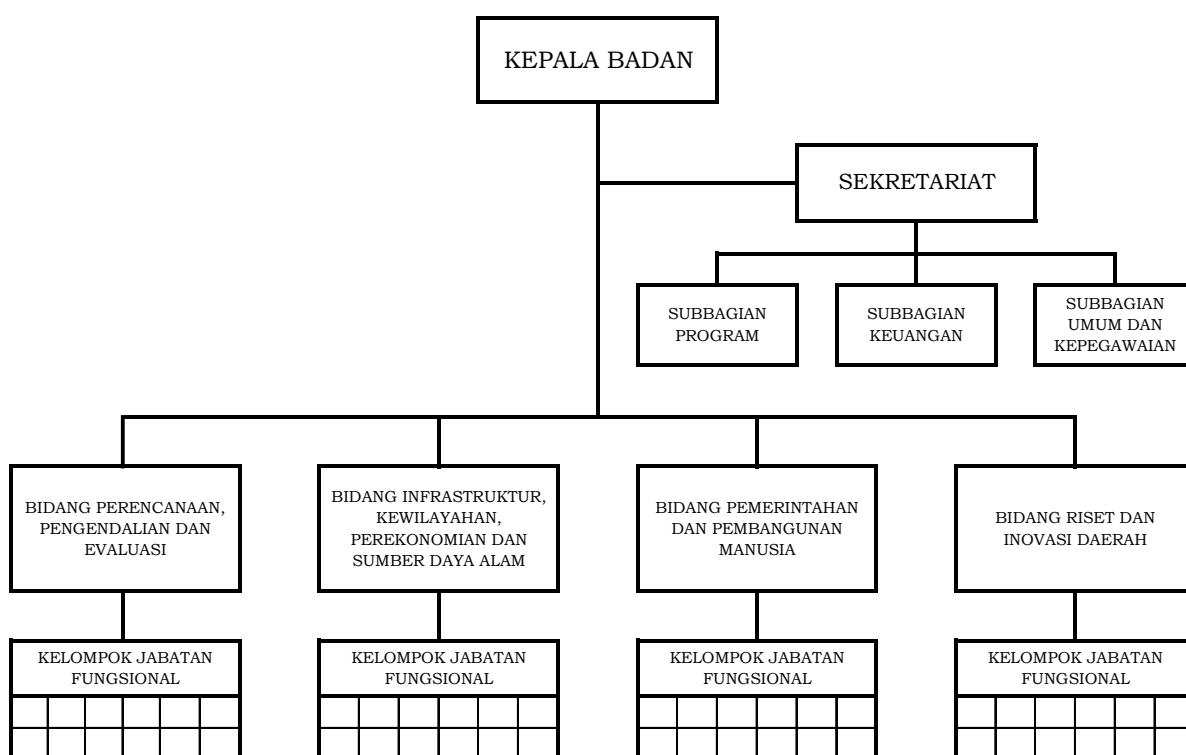 KEPALA BADAN
SEKRETARIAT
SUBBAGIAN
PROGRAM
SUBBAGIAN
KEUANGAN
SUBBAGIAN
UMUM DAN
KEPEGAWAIAN
BIDANG PERENCANAAN,
PENGENDALIAN DAN
EVALUASI
BIDANG INFRASTRUKTUR,
KEWILAYAHAN,
PEREKONOMIAN DAN
SUMBER DAYA ALAM
BIDANG PEMERINTAHAN
DAN PEMBANGUNAN
MANUSIA
BIDANG RISET DAN
INOVASI DAERAH
KELOMPOK JABATAN
FUNGSIONAL
KELOMPOK JABATAN
FUNGSIONAL
KELOMPOK JABATAN
FUNGSIONAL
KELOMPOK JABATAN
FUNGSIONAL